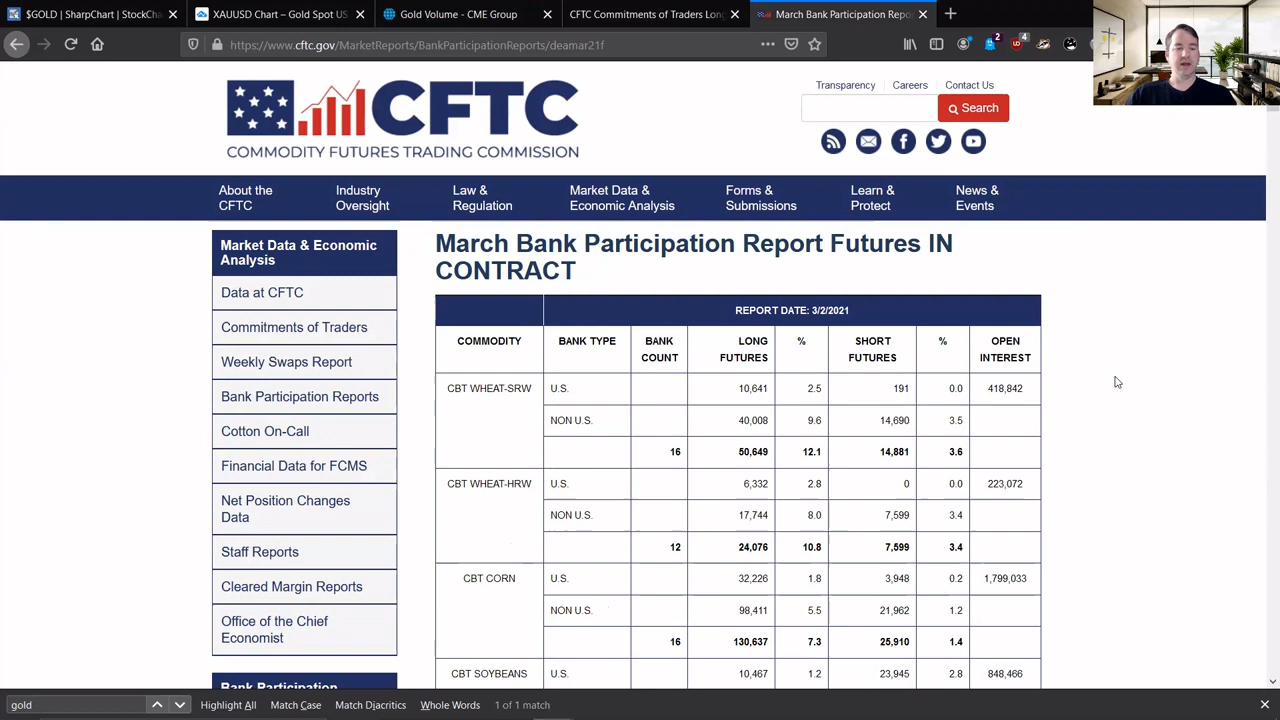 $GOLD | SharpChart | StockCha
XAUUSD Chart – Gold Spot US
Gold Volume - CME Group
CFTC Commitments of Traders Long
March Bank Participation Repo
https://www.cftc.gov/MarketReports/BankParticipationReports/deamar21f
2
4
CFTC
COMMODITY FUTURES TRADING COMMISSION
Transparency
Careers
Contact Us
Search
About the
CFTC
Industry
Oversight
Law &
Regulation
Market Data &
Economic Analysis
Forms &
Submissions
Learn &
Protect
News &
Events
Market Data & Economic
Analysis
Data at CFTC
Commitments of Traders
Weekly Swaps Report
Bank Participation Reports
Cotton On-Call
Financial Data for FCMS
Net Position Changes
Data
Staff Reports
Cleared Margin Reports
Office of the Chief
Economist
Bank Participation
March Bank Participation Report Futures IN
CONTRACT
REPORT DATE: 3/2/2021
COMMODITY BANK TYPE BANK COUNT LONG FUTURES % SHORT FUTURES % OPEN INTEREST
CBT WHEAT-SRW U.S. 10,641 2.5 191 0.0 418,842
NON U.S. 40,008 9.6 14,690 3.5
16 50,649 12.1 14,881 3.6
CBT WHEAT-HRW U.S. 6,332 2.8 0 0.0 223,072
NON U.S. 17,744 8.0 7,599 3.4
12 24,076 10.8 7,599 3.4
CBT CORN U.S. 32,226 1.8 3,948 0.2 1,799,033
NON U.S. 98,411 5.5 21,962 1.2
16 130,637 7.3 25,910 1.4
CBT SOYBEANS U.S. 10,467 1.2 23,945 2.8 848,466
gold
Highlight All
Match Case
Match Diacritics
Whole Words
1 of 1 match